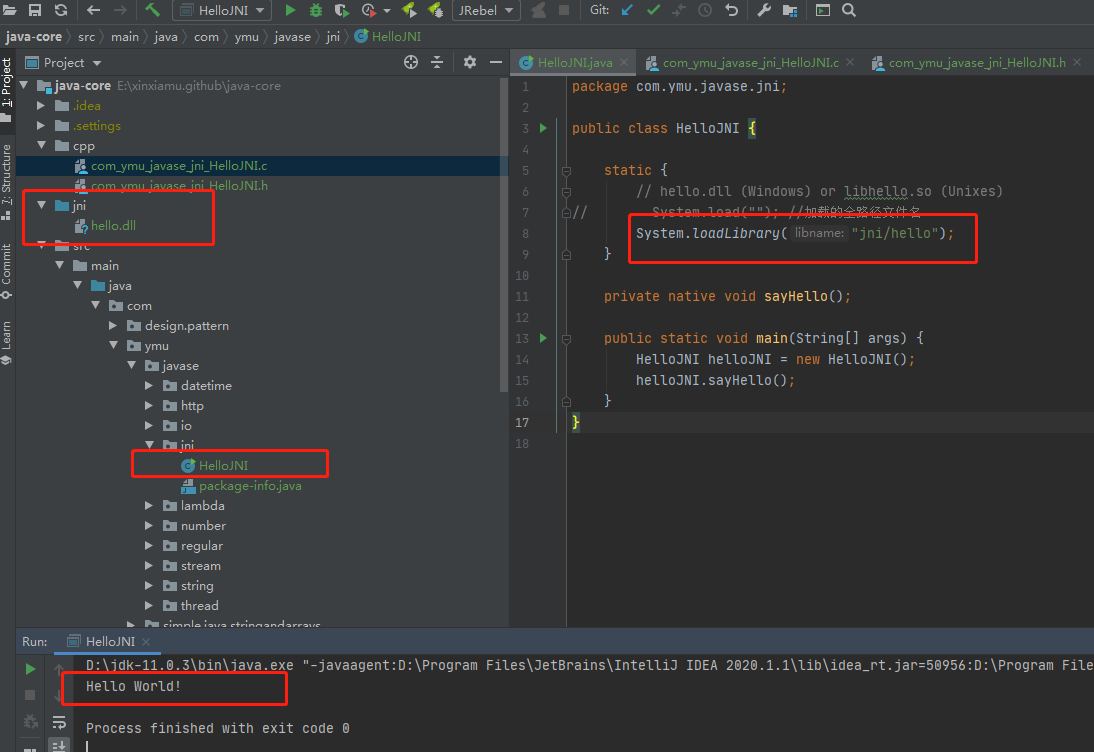 HelloJNI JRebel Git:
java-core src main java com ymu javase jni HelloJNI
Project
HelloJNI.java com_ymu_javase_jni_HelloJNI.c com_ymu_javase_jni_HelloJNI.h
1: Project
7: Structure
Commit
Learn
java-core E:\xinxiamu.github\java-core
.idea
.settings
cpp
com_ymu_javase_jni_HelloJNI.c
com_ymu_javase_jni_HelloJNI.h
jni
hello.dll
src
main
java
com
design.pattern
ymu
javase
datetime
http
io
jni
HelloJNI
package-info.java
lambda
number
regular
stream
string
thread
simple.java.stringandarrays
1 package com.ymu.javase.jni;
2
3 public class HelloJNI {
4
5 static {
6 // hello.dll (Windows) or libhello.so (Unixes)
7 // System.load(""); //加载的全路径文件名
8 System.loadLibrary( libname: "jni/hello");
9 }
10
11 private native void sayHello();
12
13 public static void main(String[] args) {
14 HelloJNI helloJNI = new HelloJNI();
15 helloJNI.sayHello();
16 }
17 }
18
Run: HelloJNI
D:\jdk-11.0.3\bin\java.exe "-javaagent:D:\Program Files\JetBrains\IntelliJ IDEA 2020.1.1\lib\idea_rt.jar=50956:D:\Program File
Hello World!
Process finished with exit code 0